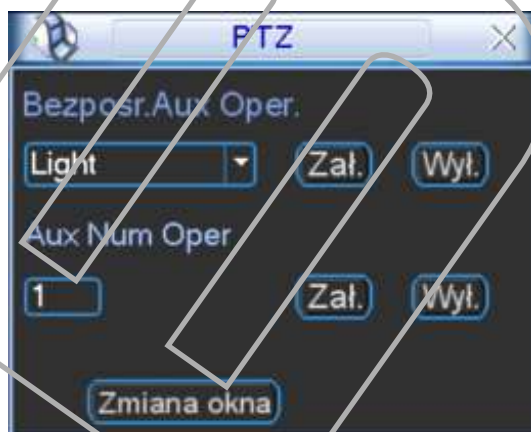 PTZ
Bezposr.Aux Oper.
Light Zał. Wył.
Aux Num Oper
1 Zał. Wył.
Zmiana okna